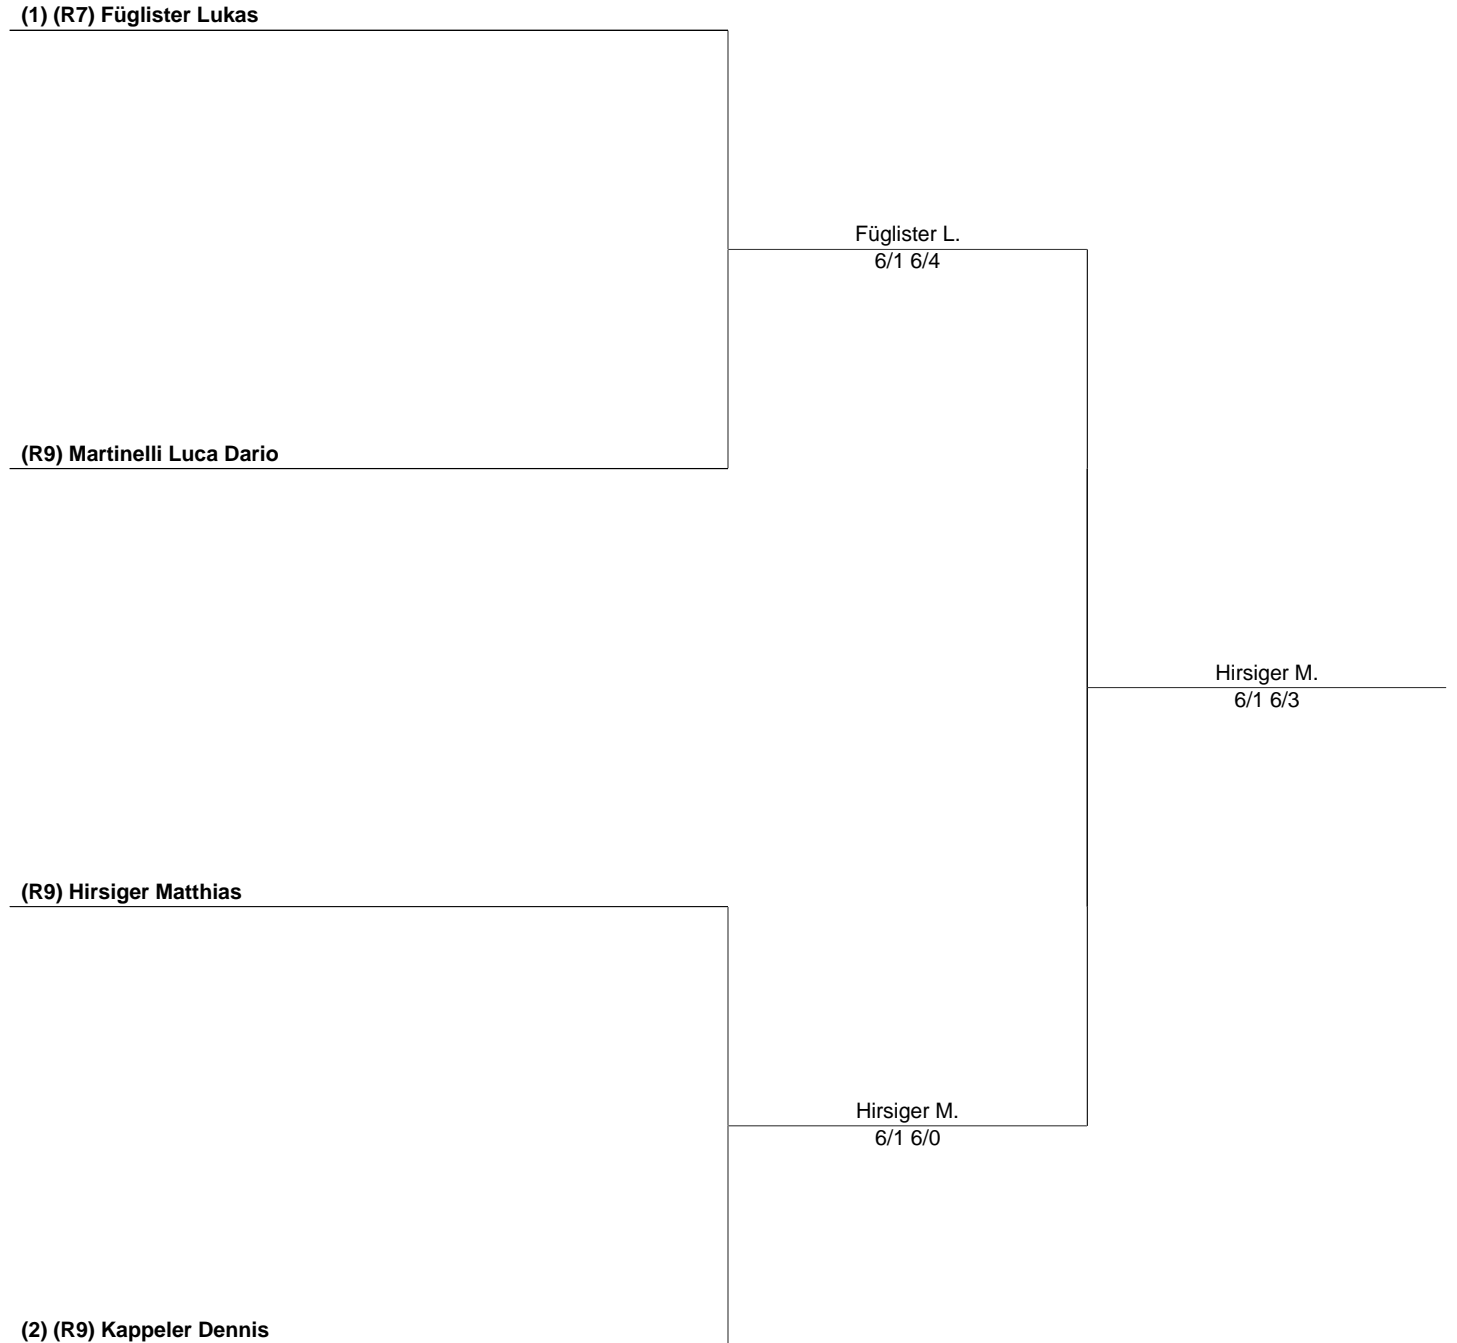 (1) (R7) Füglister Lukas
Füglister L.
6/1 6/4
(R9) Martinelli Luca Dario
Hirsiger M.
6/1 6/3
(R9) Hirsiger Matthias
Hirsiger M.
6/1 6/0
(2) (R9) Kappeler Dennis